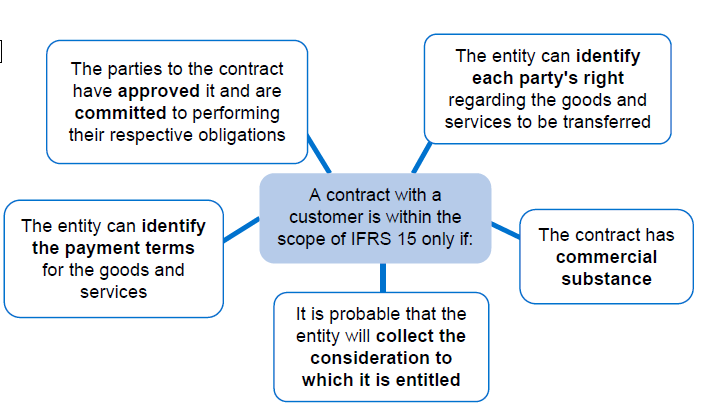 The parties to the contract
have approved it and are
committed to performing
their respective obligations
The entity can identify
each party's right
regarding the goods and
services to be transferred
A contract with a
customer is within the
scope of IFRS 15 only if:
The entity can identify
the payment terms
for the goods and
services
The contract has
commercial
substance
It is probable that the
entity will collect the
consideration to
which it is entitled